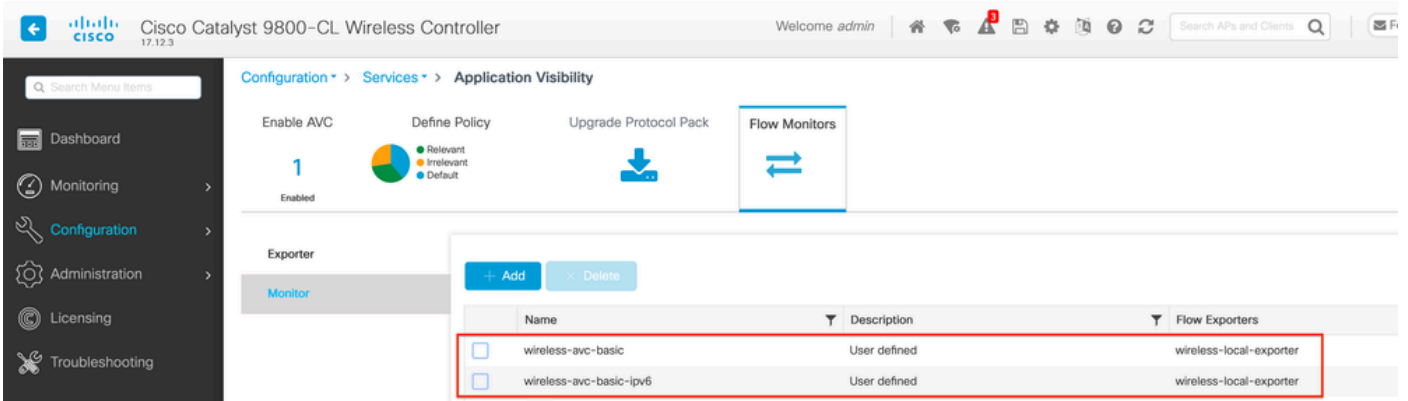 CISCO
Cisco Catalyst 9800-CL Wireless Controller
17.12.3
Welcome admin
3
Search APs and Clients
Search Menu Items
Dashboard
Monitoring
Configuration
Administration
Licensing
Troubleshooting
Configuration > Services > Application Visibility
Enable AVC
1
Enabled
Define Policy
Relevant
Irrelevant
Default
Upgrade Protocol Pack
Flow Monitors
Exporter
Monitor
+ Add
× Delete
Name Description Flow Exporters
wireless-avc-basic User defined wireless-local-exporter
wireless-avc-basic-ipv6 User defined wireless-local-exporter